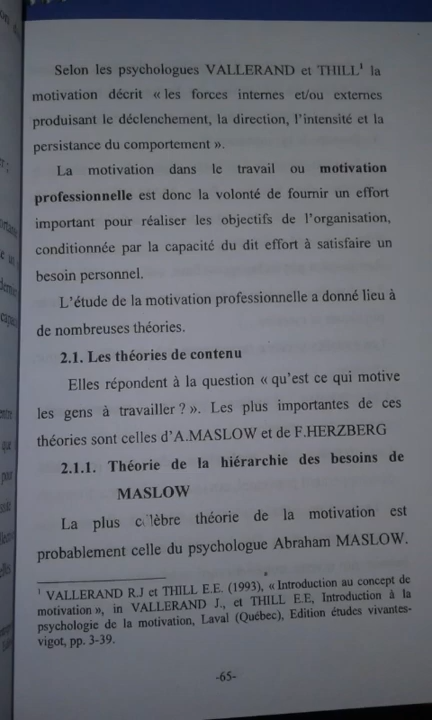 Selon les psychologues VALLERAND et THILL¹ la
motivation décrit « les forces internes et/ou externes
produisant le déclenchement, la direction, l'intensité et la
persistance du comportement ».
La motivation dans le travail ou motivation
professionnelle est donc la volonté de fournir un effort
important pour réaliser les objectifs de l'organisation,
conditionnée par la capacité du dit effort à satisfaire un
besoin personnel.
L'étude de la motivation professionnelle a donné lieu à
de nombreuses théories.
2.1. Les théories de contenu
Elles répondent à la question « qu'est ce qui motive
les gens à travailler ? ». Les plus importantes de ces
théories sont celles d'A.MASLOW et de F.HERZBERG
2.1.1. Théorie de la hiérarchie des besoins de
MASLOW
La plus célèbre théorie de la motivation est
probablement celle du psychologue Abraham MASLOW.
¹ VALLERAND R.J et THILL E.E. (1993), « Introduction au concept de
motivation », in VALLERAND J., et THILL E.E, Introduction à la
psychologie de la motivation, Laval (Québec), Edition études vivantes-
vigot, pp. 3-39.
-65-